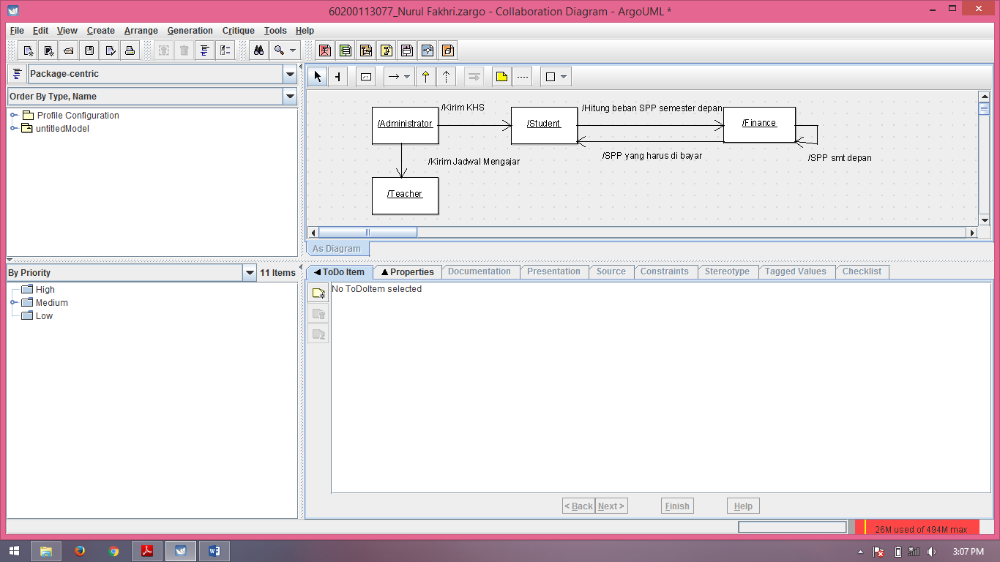 60200113077_Nurul Fakhri.zargo - Collaboration Diagram - ArgoUML *
File Edit View Create Arrange Generation Critique Tools Help
Package-centric
Order By Type, Name
Profile Configuration
untitledModel
/Kirim KHS
/Hitung beban SPP semester depan
/Administrator
/Student
/Finance
/SPP yang harus di bayar
/SPP smt depan
/Kirim Jadwal Mengajar
/Teacher
As Diagram
By Priority
11 Items
High
Medium
Low
ToDo Item Properties Documentation Presentation Source Constraints Stereotype Tagged Values Checklist
No ToDoItem selected
< Back Next > Finish Help
26M used of 494M max
3:07 PM